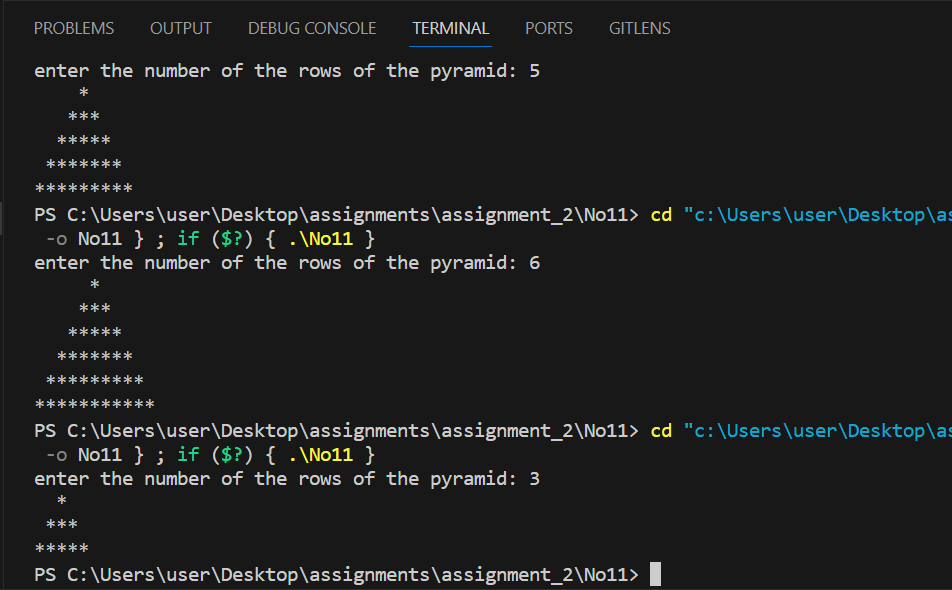 PROBLEMS OUTPUT DEBUG CONSOLE TERMINAL PORTS GITLENS
enter the number of the rows of the pyramid: 5
    *
   ***
  *****
 *******
*********
PS C:\Users\user\Desktop\assignments\assignment_2\No11> cd "c:\Users\user\Desktop\as
 -o No11 } ; if ($?) { .\No11 }
enter the number of the rows of the pyramid: 6
     *
    ***
   *****
  *******
 *********
***********
PS C:\Users\user\Desktop\assignments\assignment_2\No11> cd "c:\Users\user\Desktop\as
 -o No11 } ; if ($?) { .\No11 }
enter the number of the rows of the pyramid: 3
  *
 ***
*****
PS C:\Users\user\Desktop\assignments\assignment_2\No11>